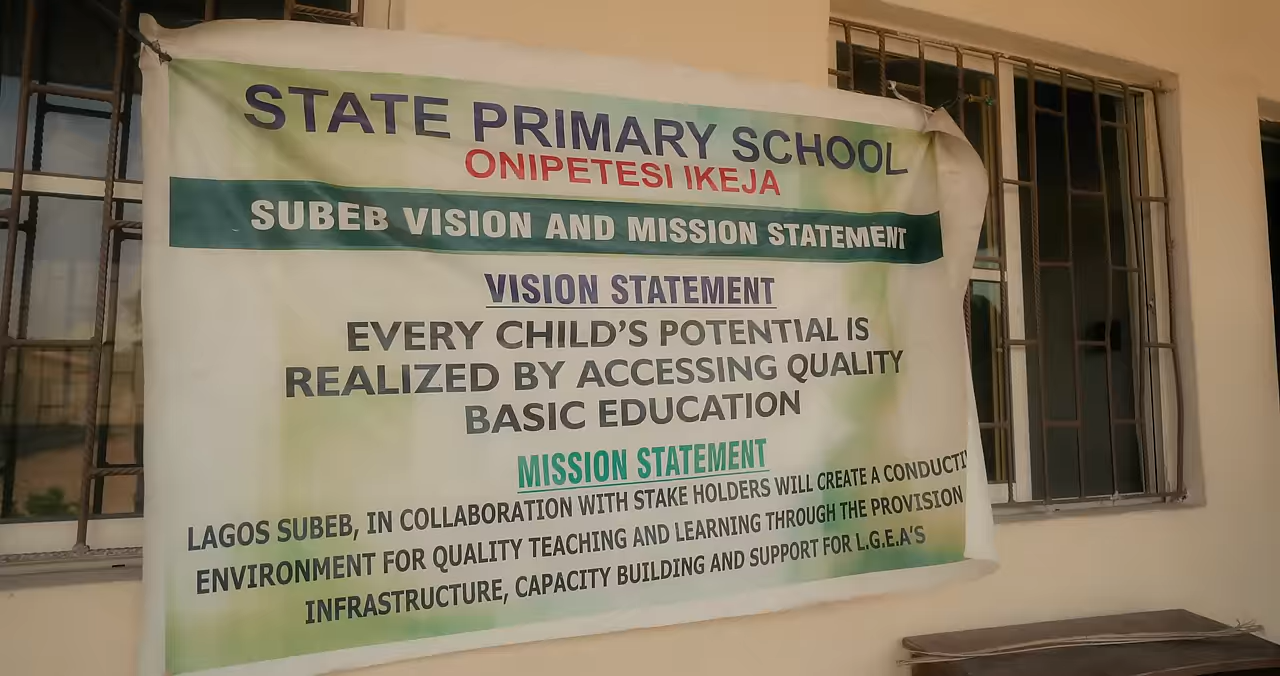 STATE PRIMARY SCHOOL
ONIPETESI IKEJA
SUBEB VISION AND MISSION STATEMENT
VISION STATEMENT
EVERY CHILD'S POTENTIAL IS
REALIZED BY ACCESSING QUALITY
BASIC EDUCATION
MISSION STATEMENT
LAGOS SUBEB, IN COLLABORATION WITH STAKE HOLDERS WILL CREATE A CONDUCTI
ENVIRONMENT FOR QUALITY TEACHING AND LEARNING THROUGH THE PROVISION
INFRASTRUCTURE, CAPACITY BUILDING AND SUPPORT FOR L.G.E.A'S